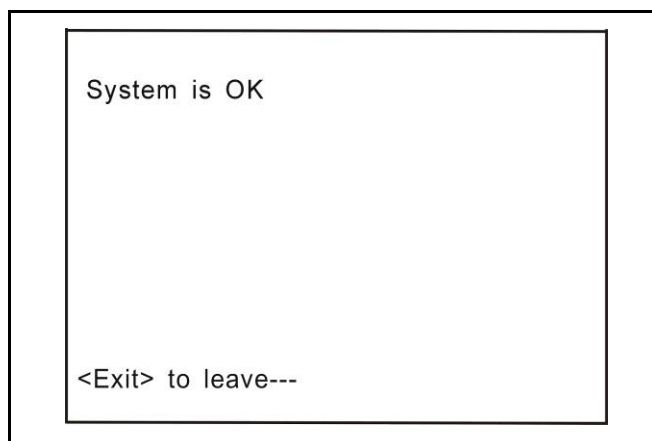 System is OK
<Exit> to leave---